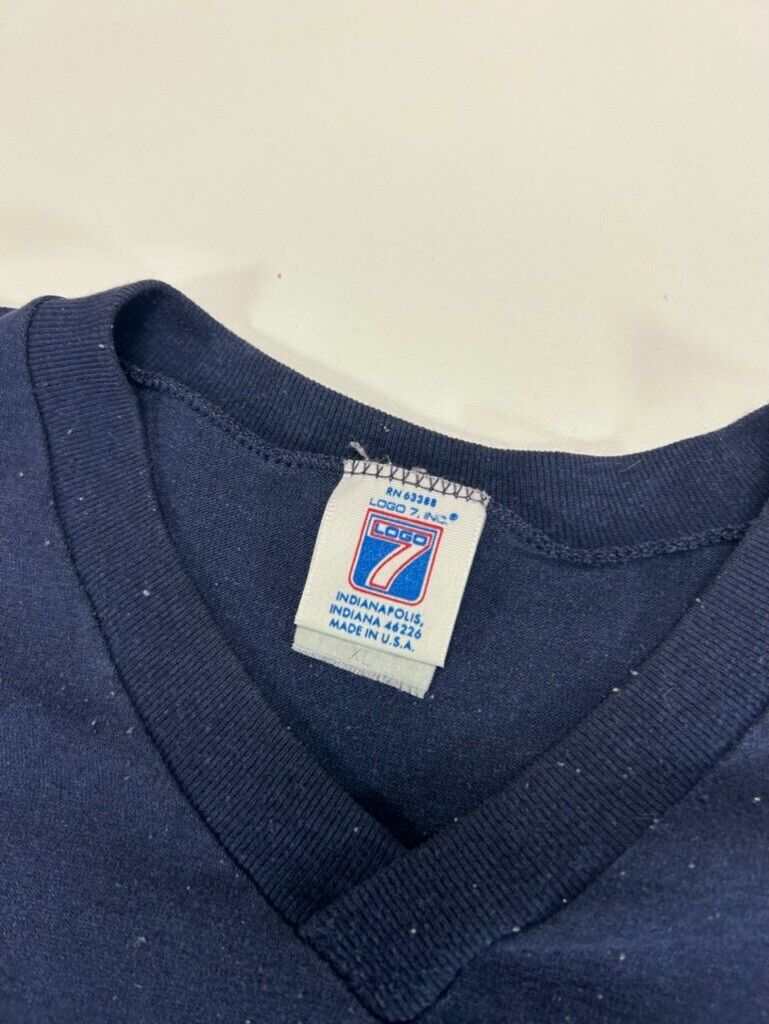 RN 63388
LOGO 7, INC.®
LOGO
7
INDIANAPOLIS,
INDIANA 46226
MADE IN U.S.A.
XL